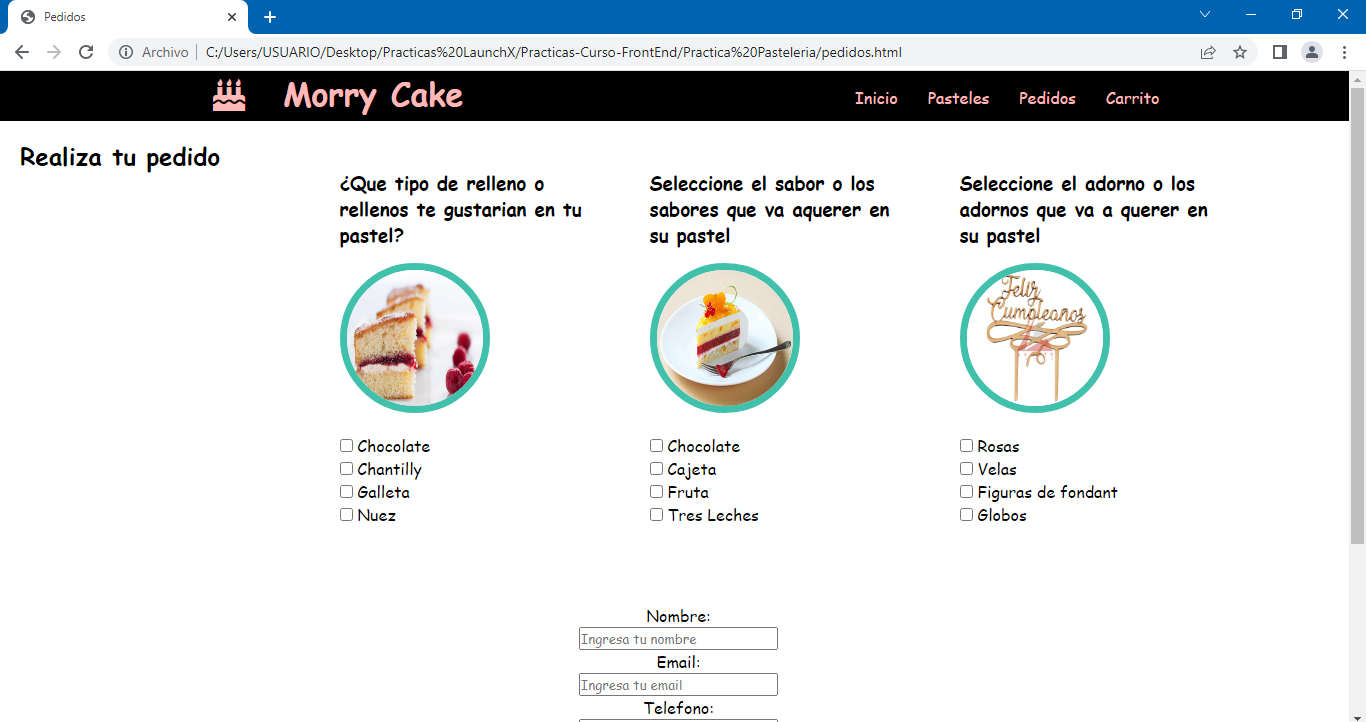 Pedidos
Archivo
C:/Users/USUARIO/Desktop/Practicas%20LaunchX/Practicas-Curso-FrontEnd/Practica%20Pasteleria/pedidos.html
Morry Cake
Inicio
Pasteles
Pedidos
Carrito
Realiza tu pedido
¿Que tipo de relleno o
rellenos te gustarian en tu
pastel?
Chocolate
Chantilly
Galleta
Nuez
Seleccione el sabor o los
sabores que va aquerer en
su pastel
Chocolate
Cajeta
Fruta
Tres Leches
Seleccione el adorno o los
adornos que va a querer en
su pastel
Feliz
Cumpleaños
Rosas
Velas
Figuras de fondant
Globos
Nombre:
Ingresa tu nombre
Email:
Ingresa tu email
Telefono: